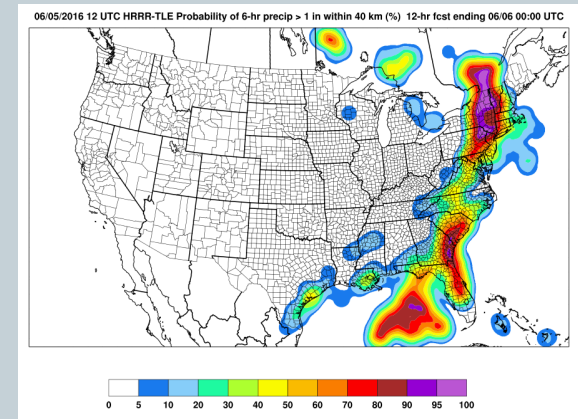 06/05/2016 12 UTC HRRR-TLE Probability of 6-hr precip > 1 in within 40 km (%)  12-hr fcst ending 06/06 00:00 UTC
0 5 10 20 30 40 50 60 70 80 90 95 100